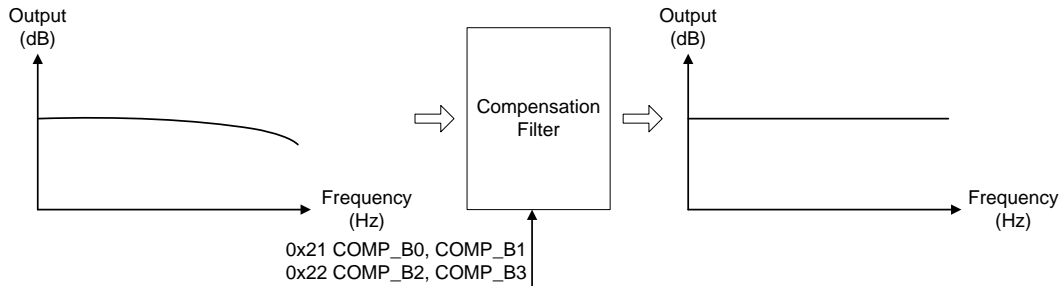 Output
(dB)
Frequency
(Hz)
Compensation
Filter
0x21 COMP_B0, COMP_B1
0x22 COMP_B2, COMP_B3
Output
(dB)
Frequency
(Hz)